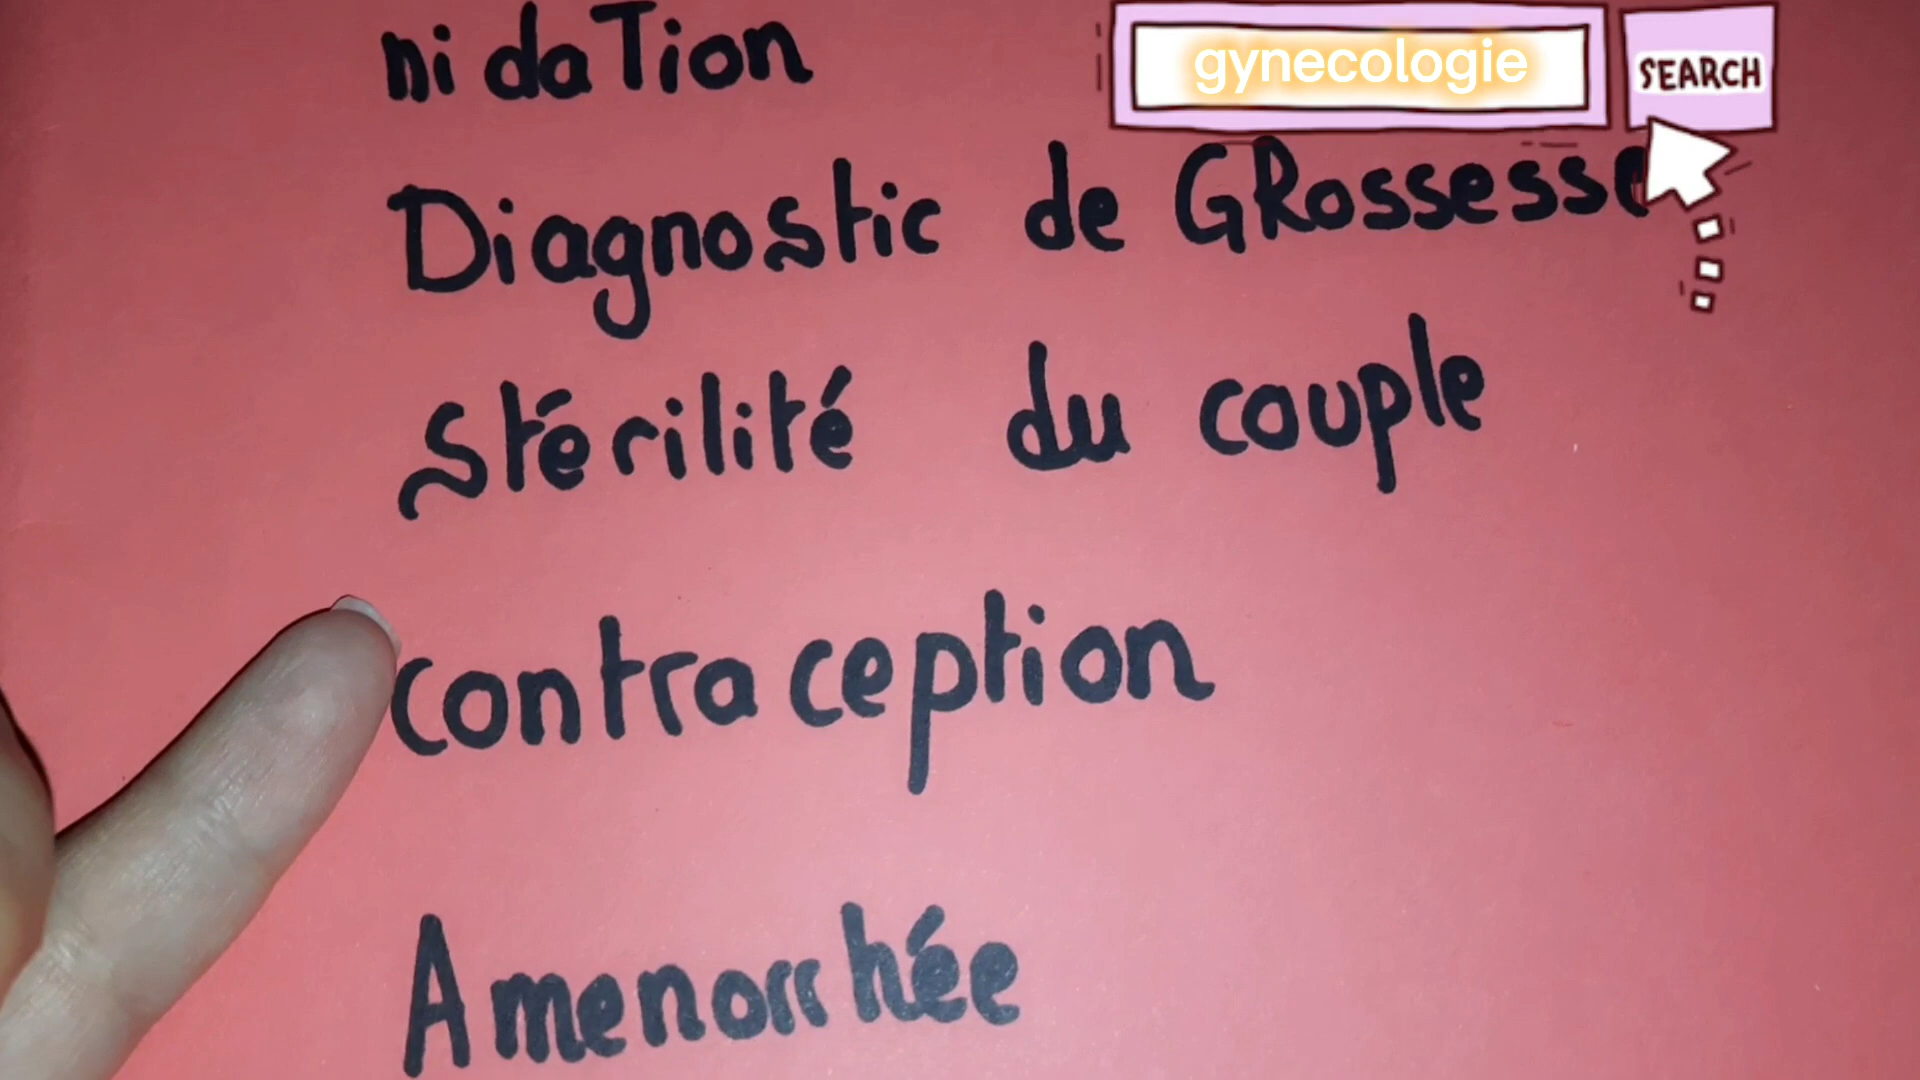 nidaTion
gynecologie
SEARCH
Diagnostic de GRossesse
Stérilité du couple
contraception
Amenorrhée